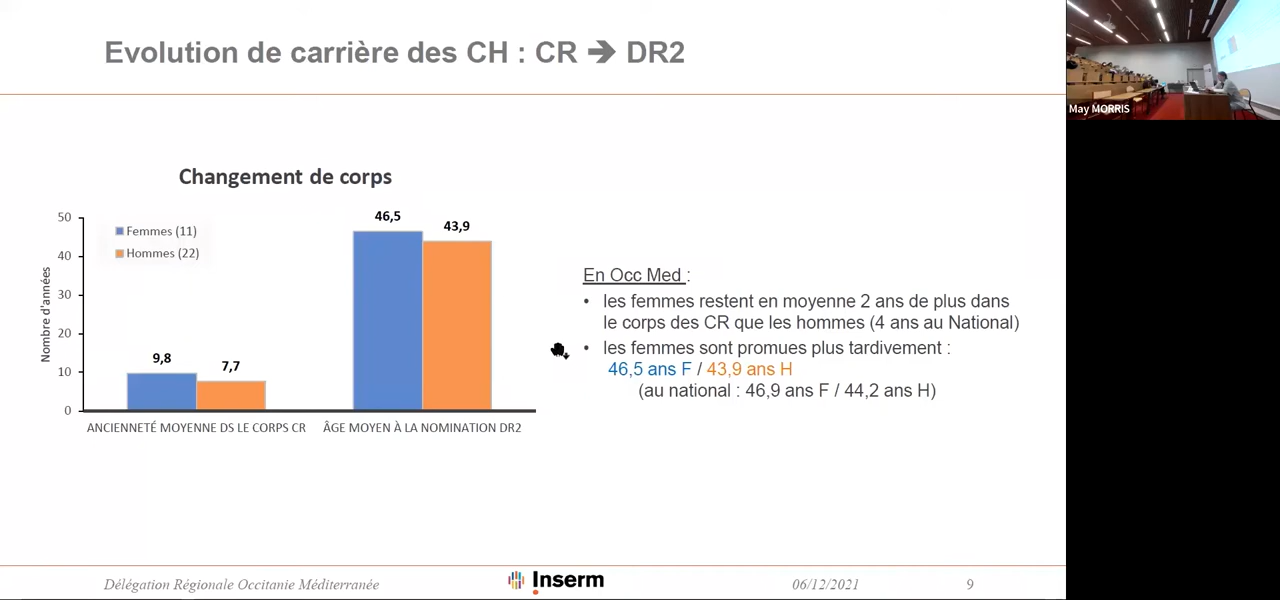 Evolution de carrière des CH : CR ➔ DR2
May MORRIS
Changement de corps
Femmes (11)
Hommes (22)
Nombre d'années
50
40
30
20
10
0
9,8
7,7
46,5
43,9
ANCIENNETÉ MOYENNE DS LE CORPS CR
ÂGE MOYEN À LA NOMINATION DR2
En Occ Med :
• les femmes restent en moyenne 2 ans de plus dans
le corps des CR que les hommes (4 ans au National)
• les femmes sont promues plus tardivement :
46,5 ans F / 43,9 ans H
(au national : 46,9 ans F / 44,2 ans H)
Délégation Régionale Occitanie Méditerranée
Inserm
06/12/2021
9